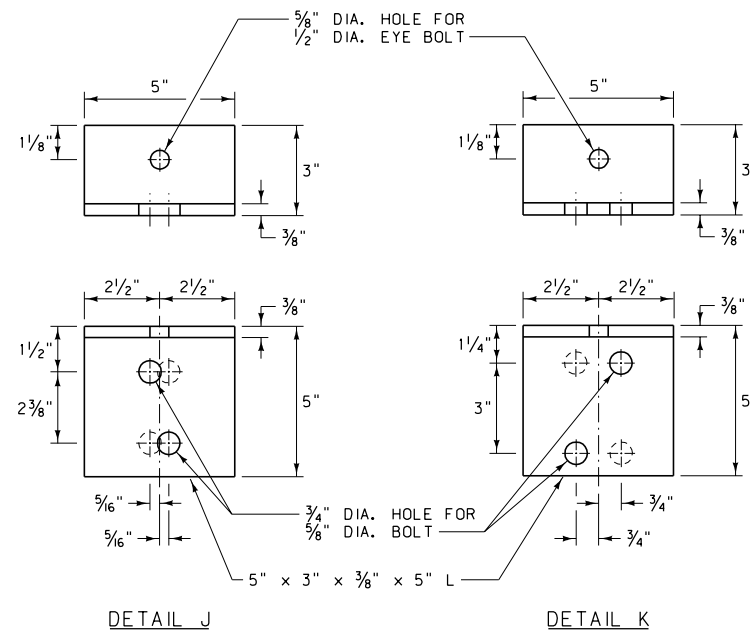 5/8" DIA. HOLE FOR
1/2" DIA. EYE BOLT
5"
5"
1 1/8"
3"
3/8"
1 1/8"
3
3/8"
2 1/2" 2 1/2"
3/8"
1 1/2"
2 3/8"
5"
5/16"
5/16"
2 1/2" 2 1/2"
3/8"
1 1/4"
3"
5
3/4"
3/4"
3/4" DIA. HOLE FOR
5/8" DIA. BOLT
5" x 3" x 3/8" x 5" L
DETAIL J
DETAIL K